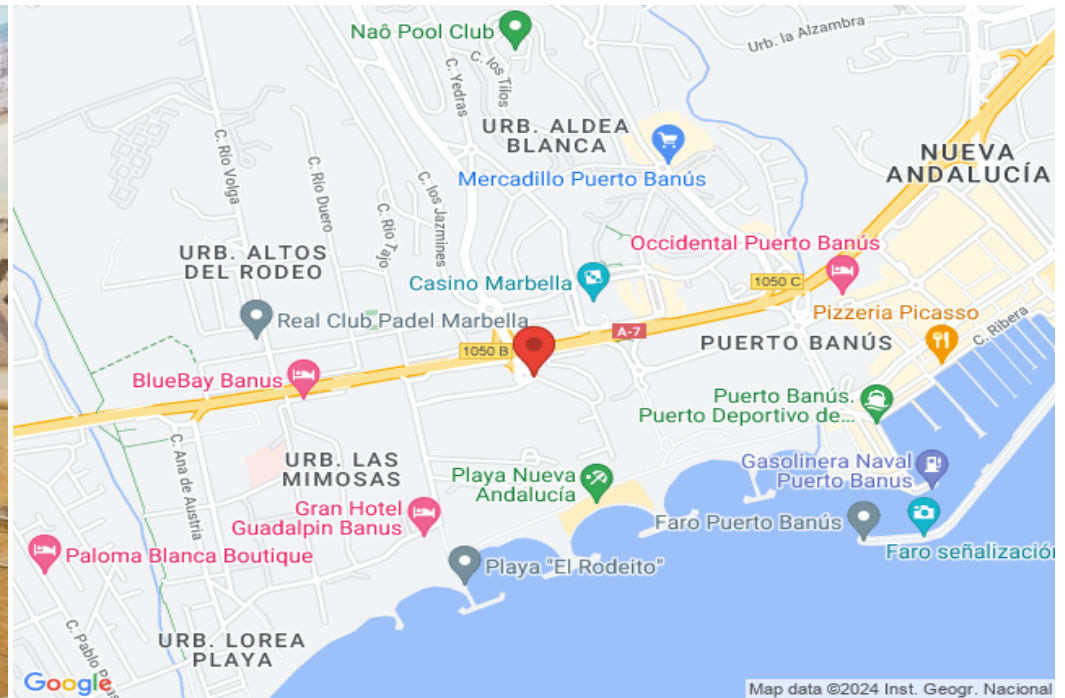 Naô Pool Club
Urb. la Alzambra
C. los Tilos
C. Yedras
URB. ALDEA
BLANCA
NUEVA
ANDALUCÍA
Mercadillo Puerto Banús
C. Río Volga
C. Río Duero
C. Río Tajo
C. los Jazmines
URB. ALTOS
DEL RODEO
Occidental Puerto Banús
Casino Marbella
1050 C
Real Club Padel Marbella
Pizzeria Picasso
C. Ribera
A-7
1050 B
PUERTO BANÚS
BlueBay Banus
Puerto Banús.
Puerto Deportivo de...
C. Ana de Austria
URB. LAS
MIMOSAS
Playa Nueva
Andalucía
Gasolinera Naval
Puerto Banus
Gran Hotel
Guadalpin Banus
Faro Puerto Banús
Paloma Blanca Boutique
Faro señalización
Playa "El Rodeito"
C. Pablo
URB. LOREA
PLAYA
Google
Map data ©2024 Inst. Geogr. Nacional